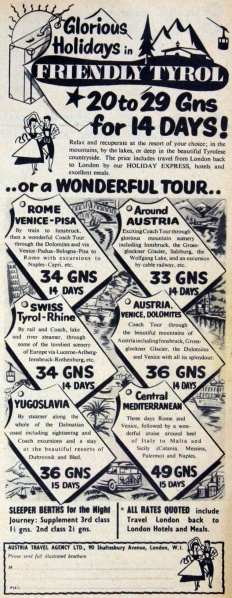 Glorious
Holidays in
FRIENDLY TYROL
★20 to 29 Gns
for 14 DAYS!
Relax and recuperate at the resort of your choice; in the
mountains, by the lakes, or deep in the beautiful Tyrolese
countryside. The price includes travel from London back
to London by our HOLIDAY EXPRESS, hotels and
excellent meals.
..or a WONDERFUL TOUR..
ROME
VENICE-PISA
By train to Innsbruck,
then a wonderful Coach Tour
through the Dolomites and via
Venice-Padua-Bologna-Pisa to
Rome with excursions to
Naples-Capri, etc.
34 GNS
14 DAYS
Around
AUSTRIA
Exciting Coach Tour through
glorious mountain scenery
including Innsbruck, the Gross
Glockner Glacier, Salzburg, the
Wolfgang Lake, and an excursion
by cable railway, etc.
33 GNS
14 DAYS
SWISS
Tyrol-Rhine
By rail and Coach, lake
and river steamer, through
some of the loveliest scenery
of Europe via Lucerne-Arlberg-
Innsbruck-Rothenburg, etc.
34 GNS
14 DAYS
AUSTRIA,
VENICE, DOLOMITES
Coach Tour through
the beautiful mountains of
Austria including Innsbruck, Gross-
Glockner Glacier, the Dolomites
and Venice with all its splendour.
36 GNS
14 DAYS
YUGOSLAVIA
By steamer along the
whole of the Dalmatian
coast including sightseeing and
Coach excursions and a stay
at the beautiful resorts of
Dubrovnik and Bled.
36 GNS
15 DAYS
Central
MEDITERRANEAN
Three days Rome and
Venice, followed by a won-
derful cruise around heel
of Italy to Malta and
Sicily (Catania, Messina,
Palermo) and Naples.
49 GNS
15 DAYS
SLEEPER BERTHS for the Night
Journey: Supplement 3rd class
1½ gns. 2nd class 2½ gns.
* ALL RATES QUOTED include
Travel London back to
London Hotels and Meals.
AUSTRIA TRAVEL AGENCY LTD., 90 Shaftesbury Avenue, London, W.1.
Please send full illustrated brochure
M